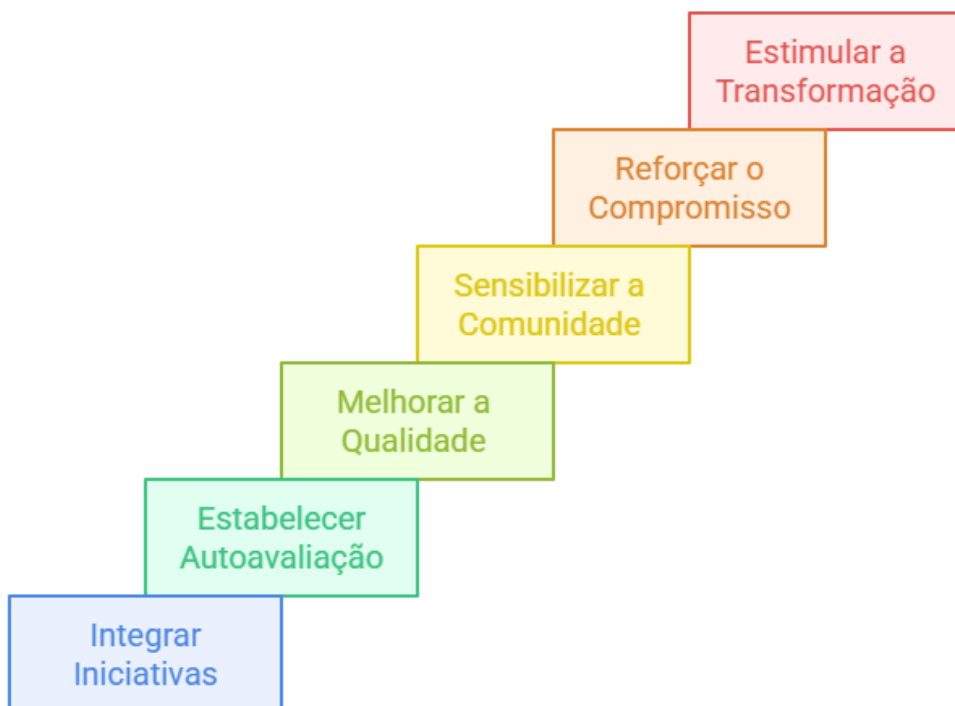 Estimular a
Transformação
Reforçar o
Compromisso
Sensibilizar a
Comunidade
Melhorar a
Qualidade
Estabelecer
Autoavaliação
Integrar
Iniciativas